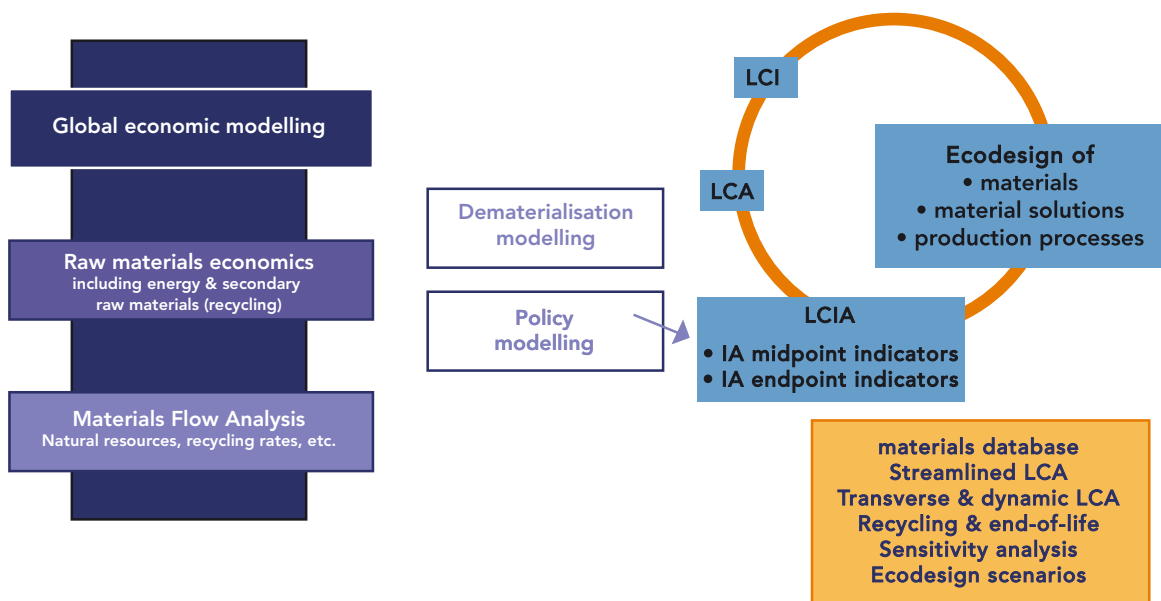 Global economic modelling
Raw materials economics
including energy & secondary
raw materials (recycling)
Materials Flow Analysis
Natural resources, recycling rates, etc.
Dematerialisation
modelling
Policy
modelling
LCI
LCA
Ecodesign of
• materials
• material solutions
• production processes
LCIA
• IA midpoint indicators
• IA endpoint indicators
materials database
Streamlined LCA
Transverse & dynamic LCA
Recycling & end-of-life
Sensitivity analysis
Ecodesign scenarios